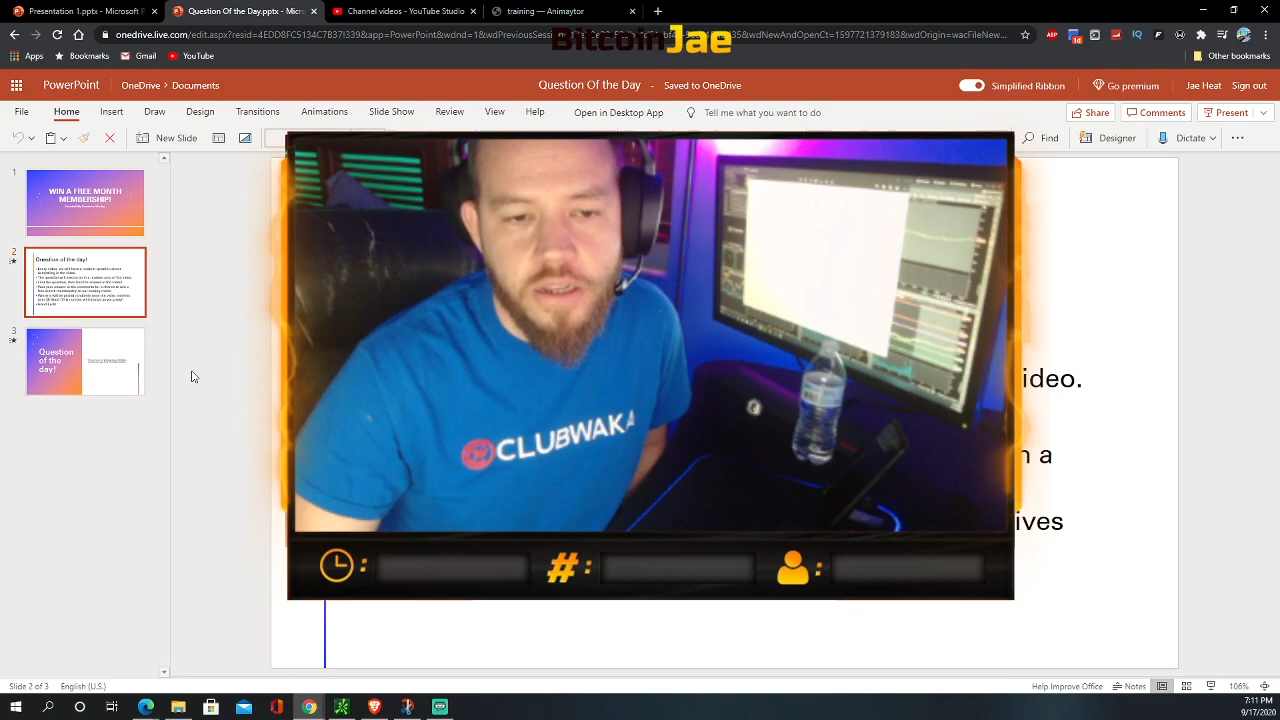 Presentation 1.pptx - Microsoft P
Question Of the Day.pptx - Micro
Channel videos - YouTube Studio
training — Animaytor
BitcoinJae
Apps
Bookmarks
Gmail
YouTube
Other bookmarks
PowerPoint
OneDrive > Documents
Question Of the Day - Saved to OneDrive
Simplified Ribbon
Go premium
Jae Heat
Sign out
File
Home
Insert
Draw
Design
Transitions
Animations
Slide Show
Review
View
Help
Open in Desktop App
Tell me what you want to do
Share
Comments
Present
New Slide
Find
Designer
Dictate
1
WIN A FREE MONTH
MEMBERSHIP!
2
Question of the day!
3
Question
of the
day!
CLUBWAKA
ideo.
n a
ives
:
# :
:
Slide 2 of 3
English (U.S.)
Help Improve Office
Notes
106%
7:11 PM
9/17/2020